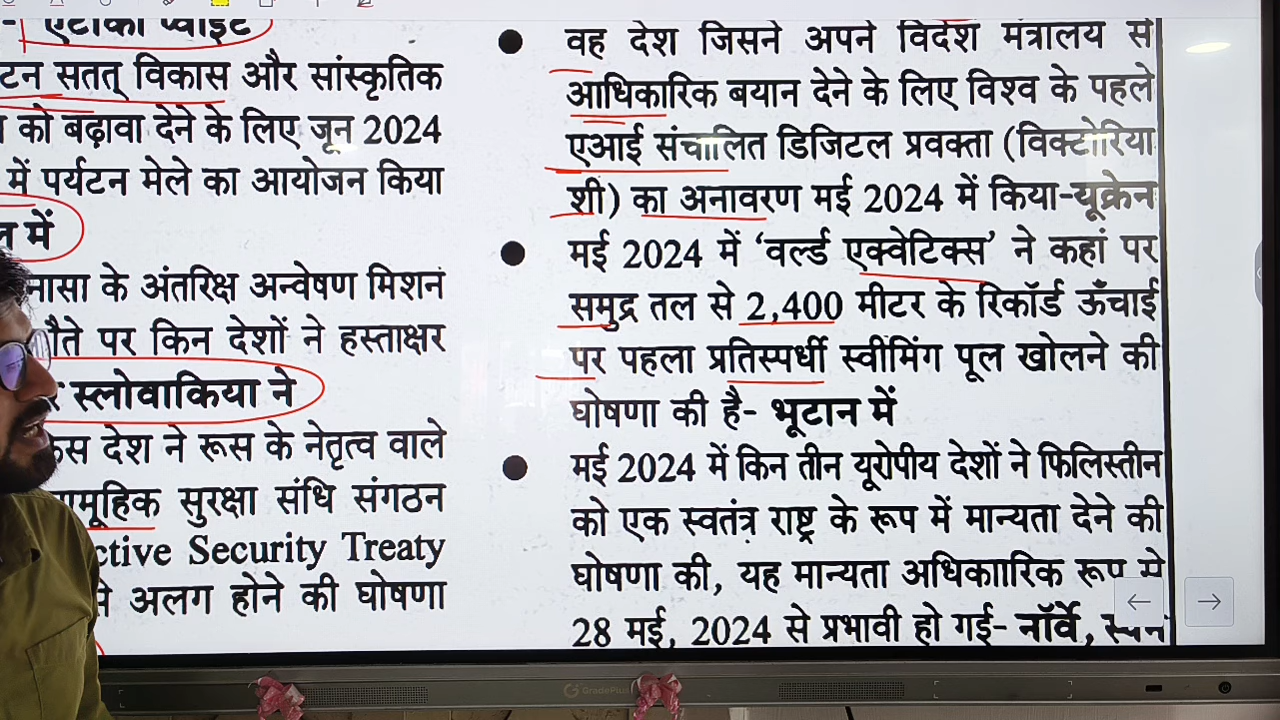 - एटीकॉ प्वाइंट
टन सतत् विकास और सांस्कृतिक
को बढ़ावा देने के लिए जून 2024
में पर्यटन मेले का आयोजन किया
में
नासा के अंतरिक्ष अन्वेषण मिशन
ौते पर किन देशों ने हस्ताक्षर
स्लोवाकिया ने
देश ने रूस के नेतृत्व वाले
ामूहिक सुरक्षा संधि संगठन
ctive Security Treaty
से अलग होने की घोषणा
● वह देश जिसने अपने विदेश मंत्रालय से
आधिकारिक बयान देने के लिए विश्व के पहले
एआई संचालित डिजिटल प्रवक्ता (विक्टोरिया
शी) का अनावरण मई 2024 में किया-यूक्रेन
● मई 2024 में ‘वर्ल्ड एक्वेटिक्स’ ने कहां पर
समुद्र तल से 2,400 मीटर के रिकॉर्ड ऊँचाई
पर पहला प्रतिस्पर्धी स्वीमिंग पूल खोलने की
घोषणा की है- भूटान में
● मई 2024 में किन तीन यूरोपीय देशों ने फिलिस्तीन
को एक स्वतंत्र राष्ट्र के रूप में मान्यता देने की
घोषणा की, यह मान्यता अधिकाारिक रूप से
28 मई, 2024 से प्रभावी हो गई- नॉर्वे, स्पेन
GradePlus